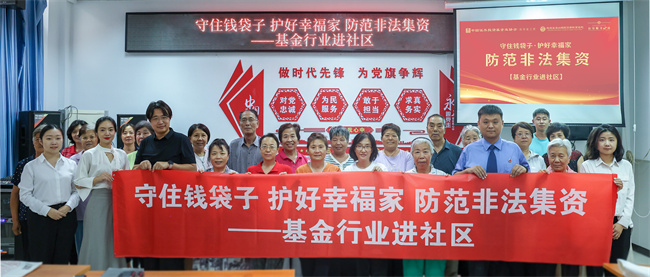 守住钱袋子 护好幸福家 防范非法集资
——基金行业进社区
守住钱袋子·护好幸福家
防范非法集资
【基金行业进社区】
做时代先锋 为党旗争辉
对党忠诚
为民服务
敢于担当
求真务实
守住钱袋子 护好幸福家 防范非法集资
——基金行业进社区